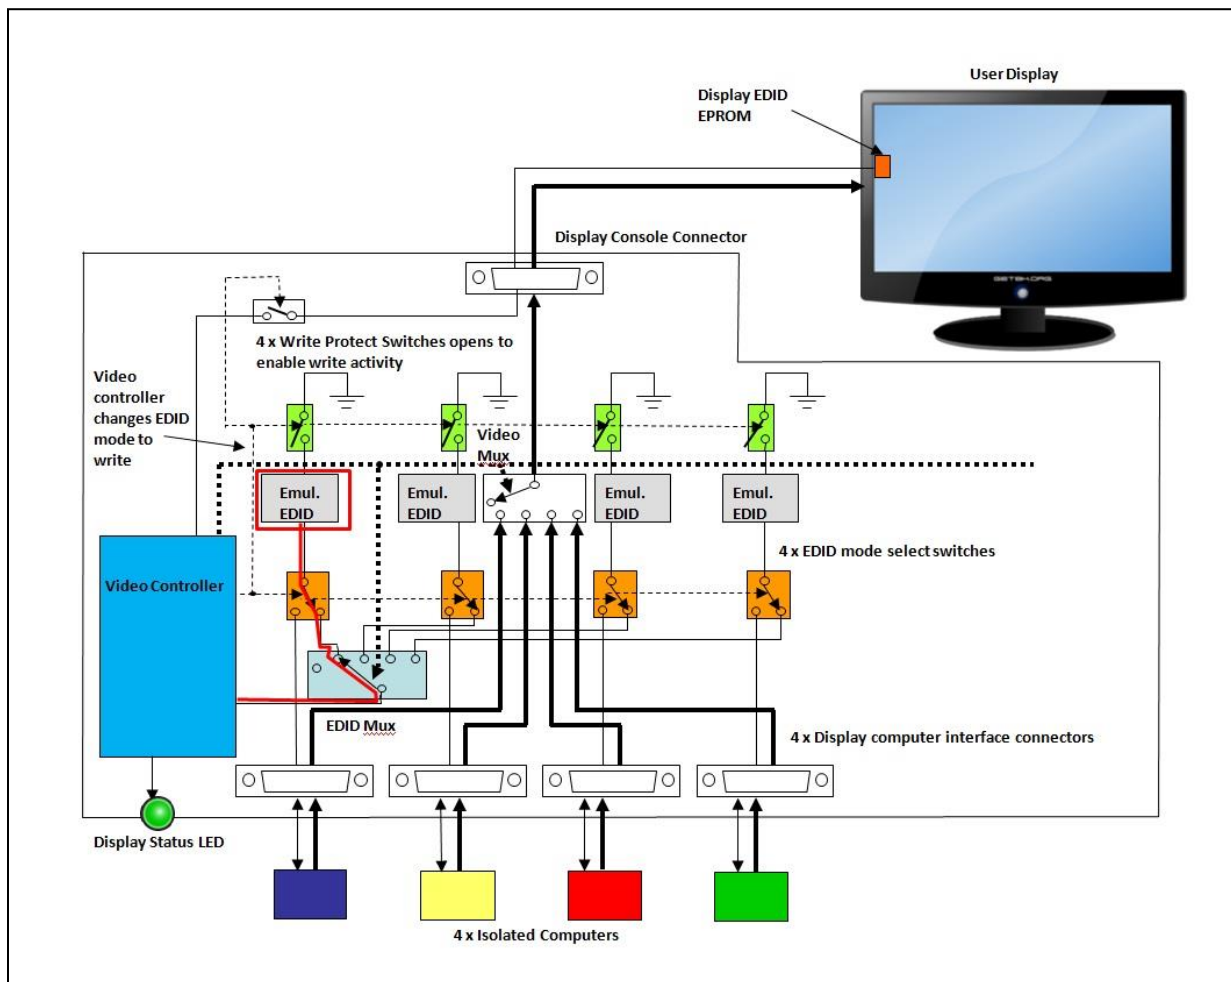 User Display
Display EDID
EPROM
GETEK.ORG
Display Console Connector
4 x Write Protect Switches opens to
enable write activity
Video
controller
changes EDID
mode to
write
Video
Mux
Emul.
EDID
Emul.
EDID
Emul.
EDID
Emul.
EDID
4 x EDID mode select switches
Video Controller
EDID Mux
4 x Display computer interface connectors
Display Status LED
4 x Isolated Computers